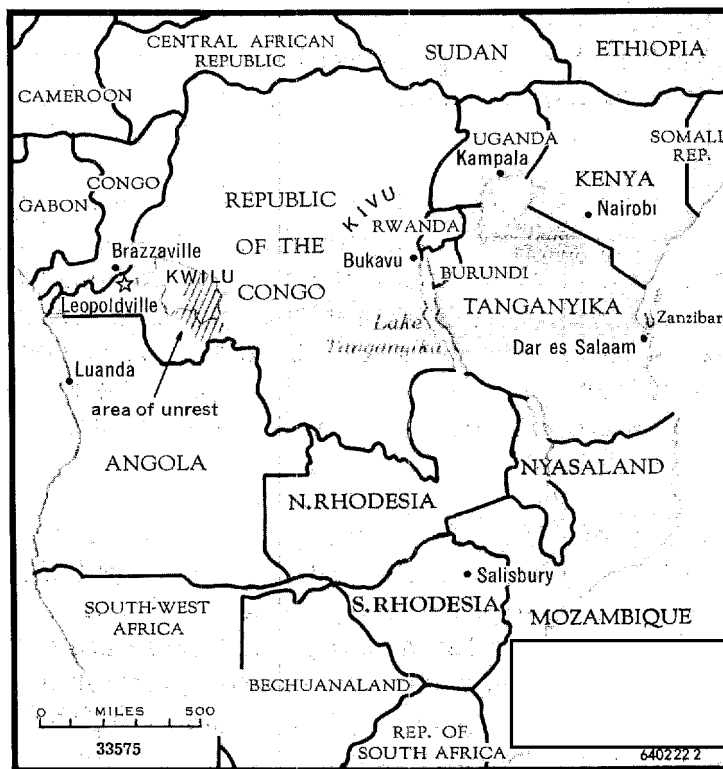 CENTRAL AFRICAN
REPUBLIC
SUDAN
ETHIOPIA
CAMEROON
UGANDA
Kampala
SOMALI
REP.
CONGO
GABON
KENYA
Nairobi
REPUBLIC
OF THE
CONGO
KIVU
RWANDA
Brazzaville
Bukavu
KWILU
BURUNDI
Leopoldville
TANGANYIKA
Zanzibar
Lake
Tanganyika
Dar es Salaam
Luanda
area of unrest
ANGOLA
NYASALAND
N. RHODESIA
Salisbury
SOUTH-WEST
AFRICA
S. RHODESIA
MOZAMBIQUE
BECHUANALAND
0 MILES 500
REP. OF
SOUTH AFRICA
33575
640222 2